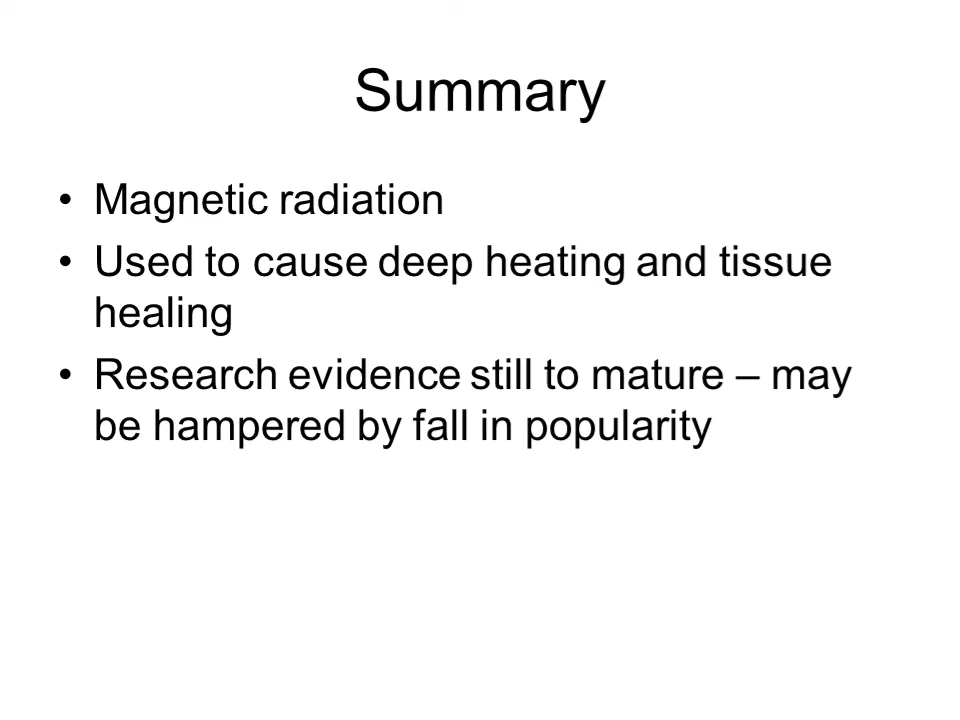 Summary
• Magnetic radiation
• Used to cause deep heating and tissue
healing
• Research evidence still to mature – may
be hampered by fall in popularity